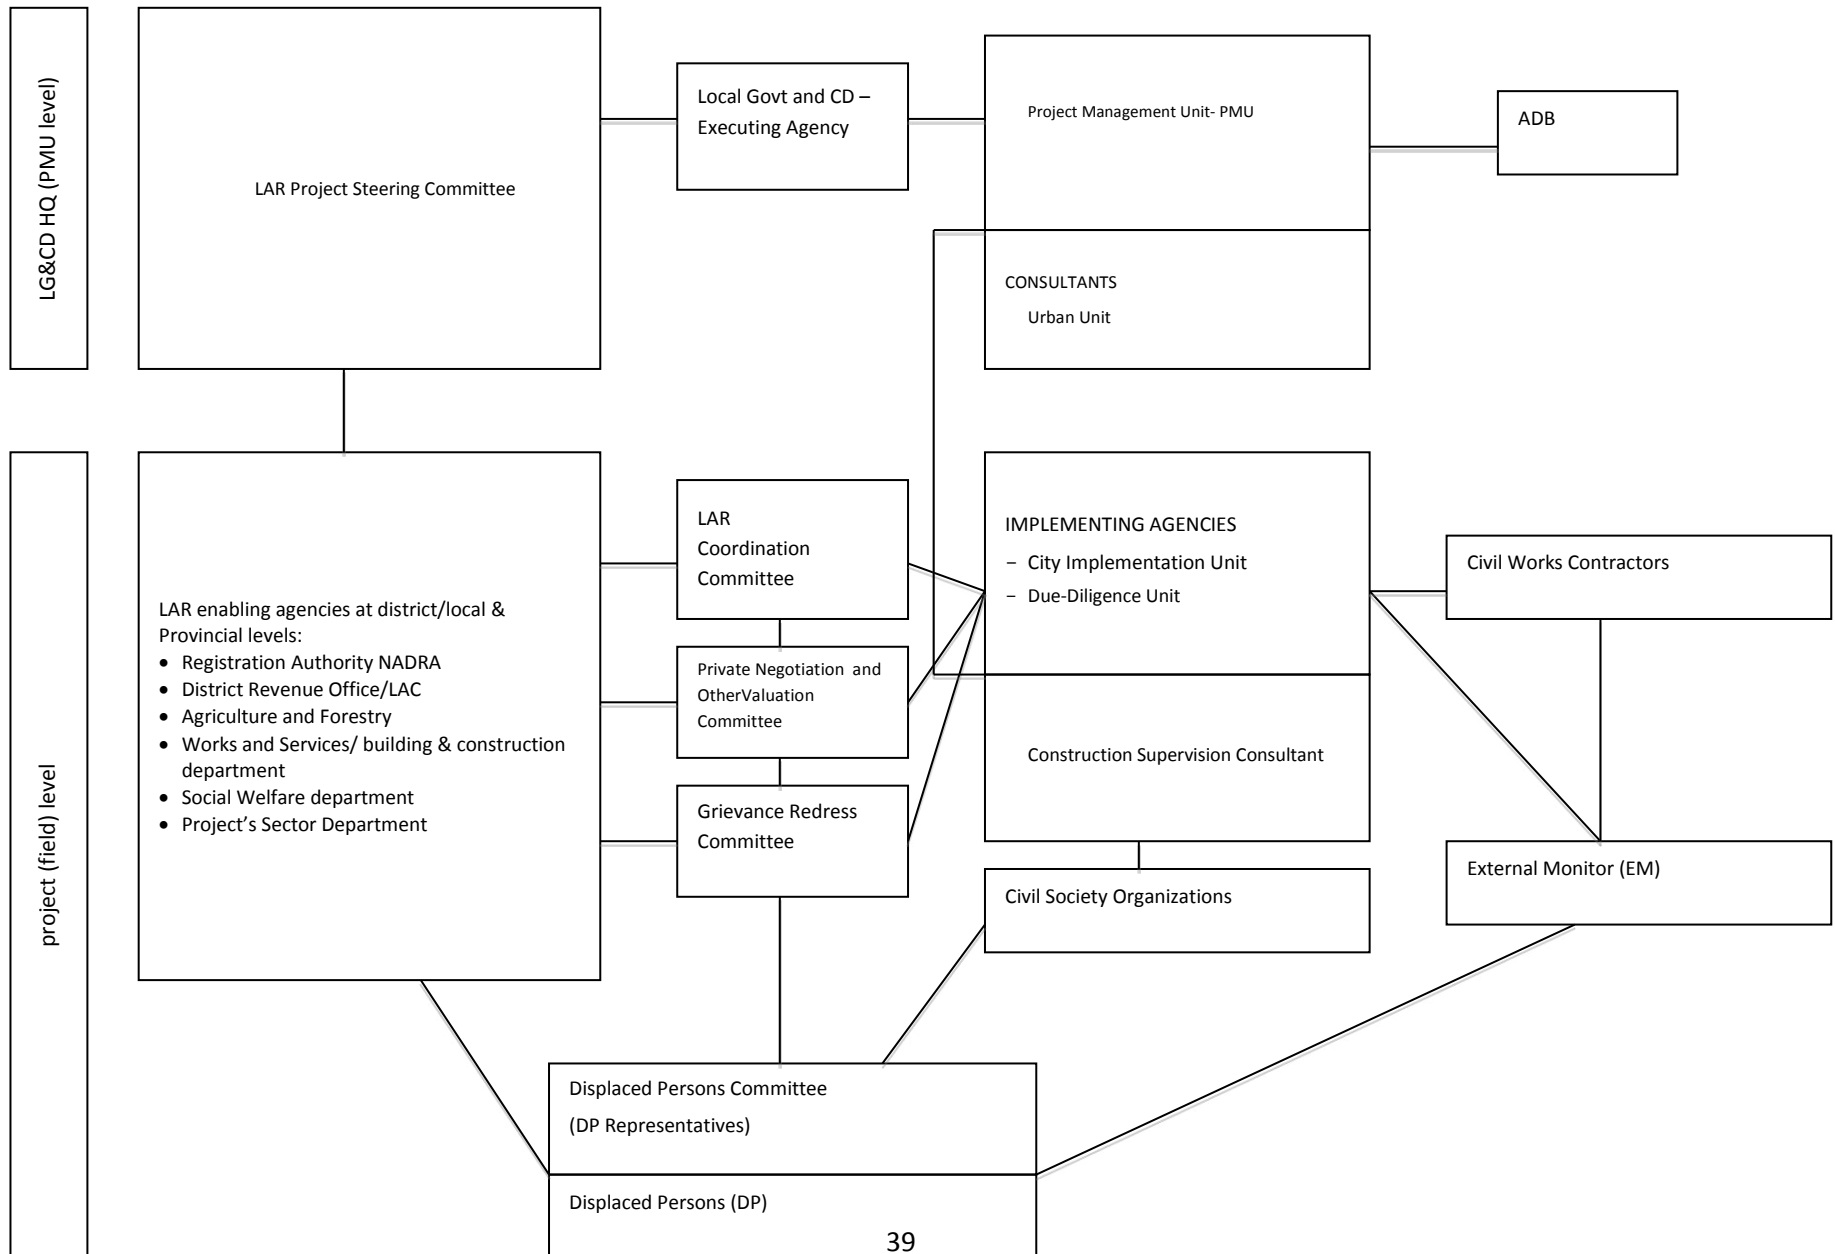 LG&CD HQ (PMU level)
LAR Project Steering Committee
Local Govt and CD –
Executing Agency
Project Management Unit- PMU
CONSULTANTS
Urban Unit
ADB
project (field) level
LAR enabling agencies at district/local &
Provincial levels:
• Registration Authority NADRA
• District Revenue Office/LAC
• Agriculture and Forestry
• Works and Services/ building & construction
department
• Social Welfare department
• Project’s Sector Department
LAR
Coordination
Committee
Private Negotiation and
OtherValuation
Committee
Grievance Redress
Committee
IMPLEMENTING AGENCIES
− City Implementation Unit
− Due-Diligence Unit
Construction Supervision Consultant
Civil Society Organizations
Civil Works Contractors
External Monitor (EM)
Displaced Persons Committee
(DP Representatives)
Displaced Persons (DP)
39